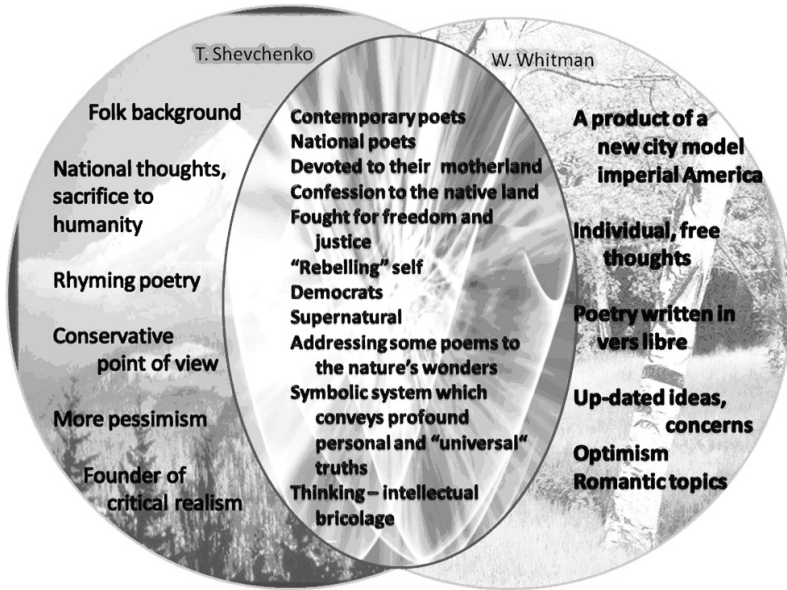 T. Shevchenko
W. Whitman
Folk background
National thoughts,
sacrifice to
humanity
Rhyming poetry
Conservative
point of view
More pessimism
Founder of
critical realism
Contemporary poets
National poets
Devoted to their motherland
Confession to the native land
Fought for freedom and
justice
"Rebelling" self
Democrats
Supernatural
Addressing some poems to
the nature's wonders
Symbolic system which
conveys profound
personal and "universal"
truths
Thinking – intellectual
bricolage
A product of a
new city model
imperial America
Individual, free
thoughts
Poetry written in
vers libre
Up-dated ideas,
concerns
Optimism
Romantic topics